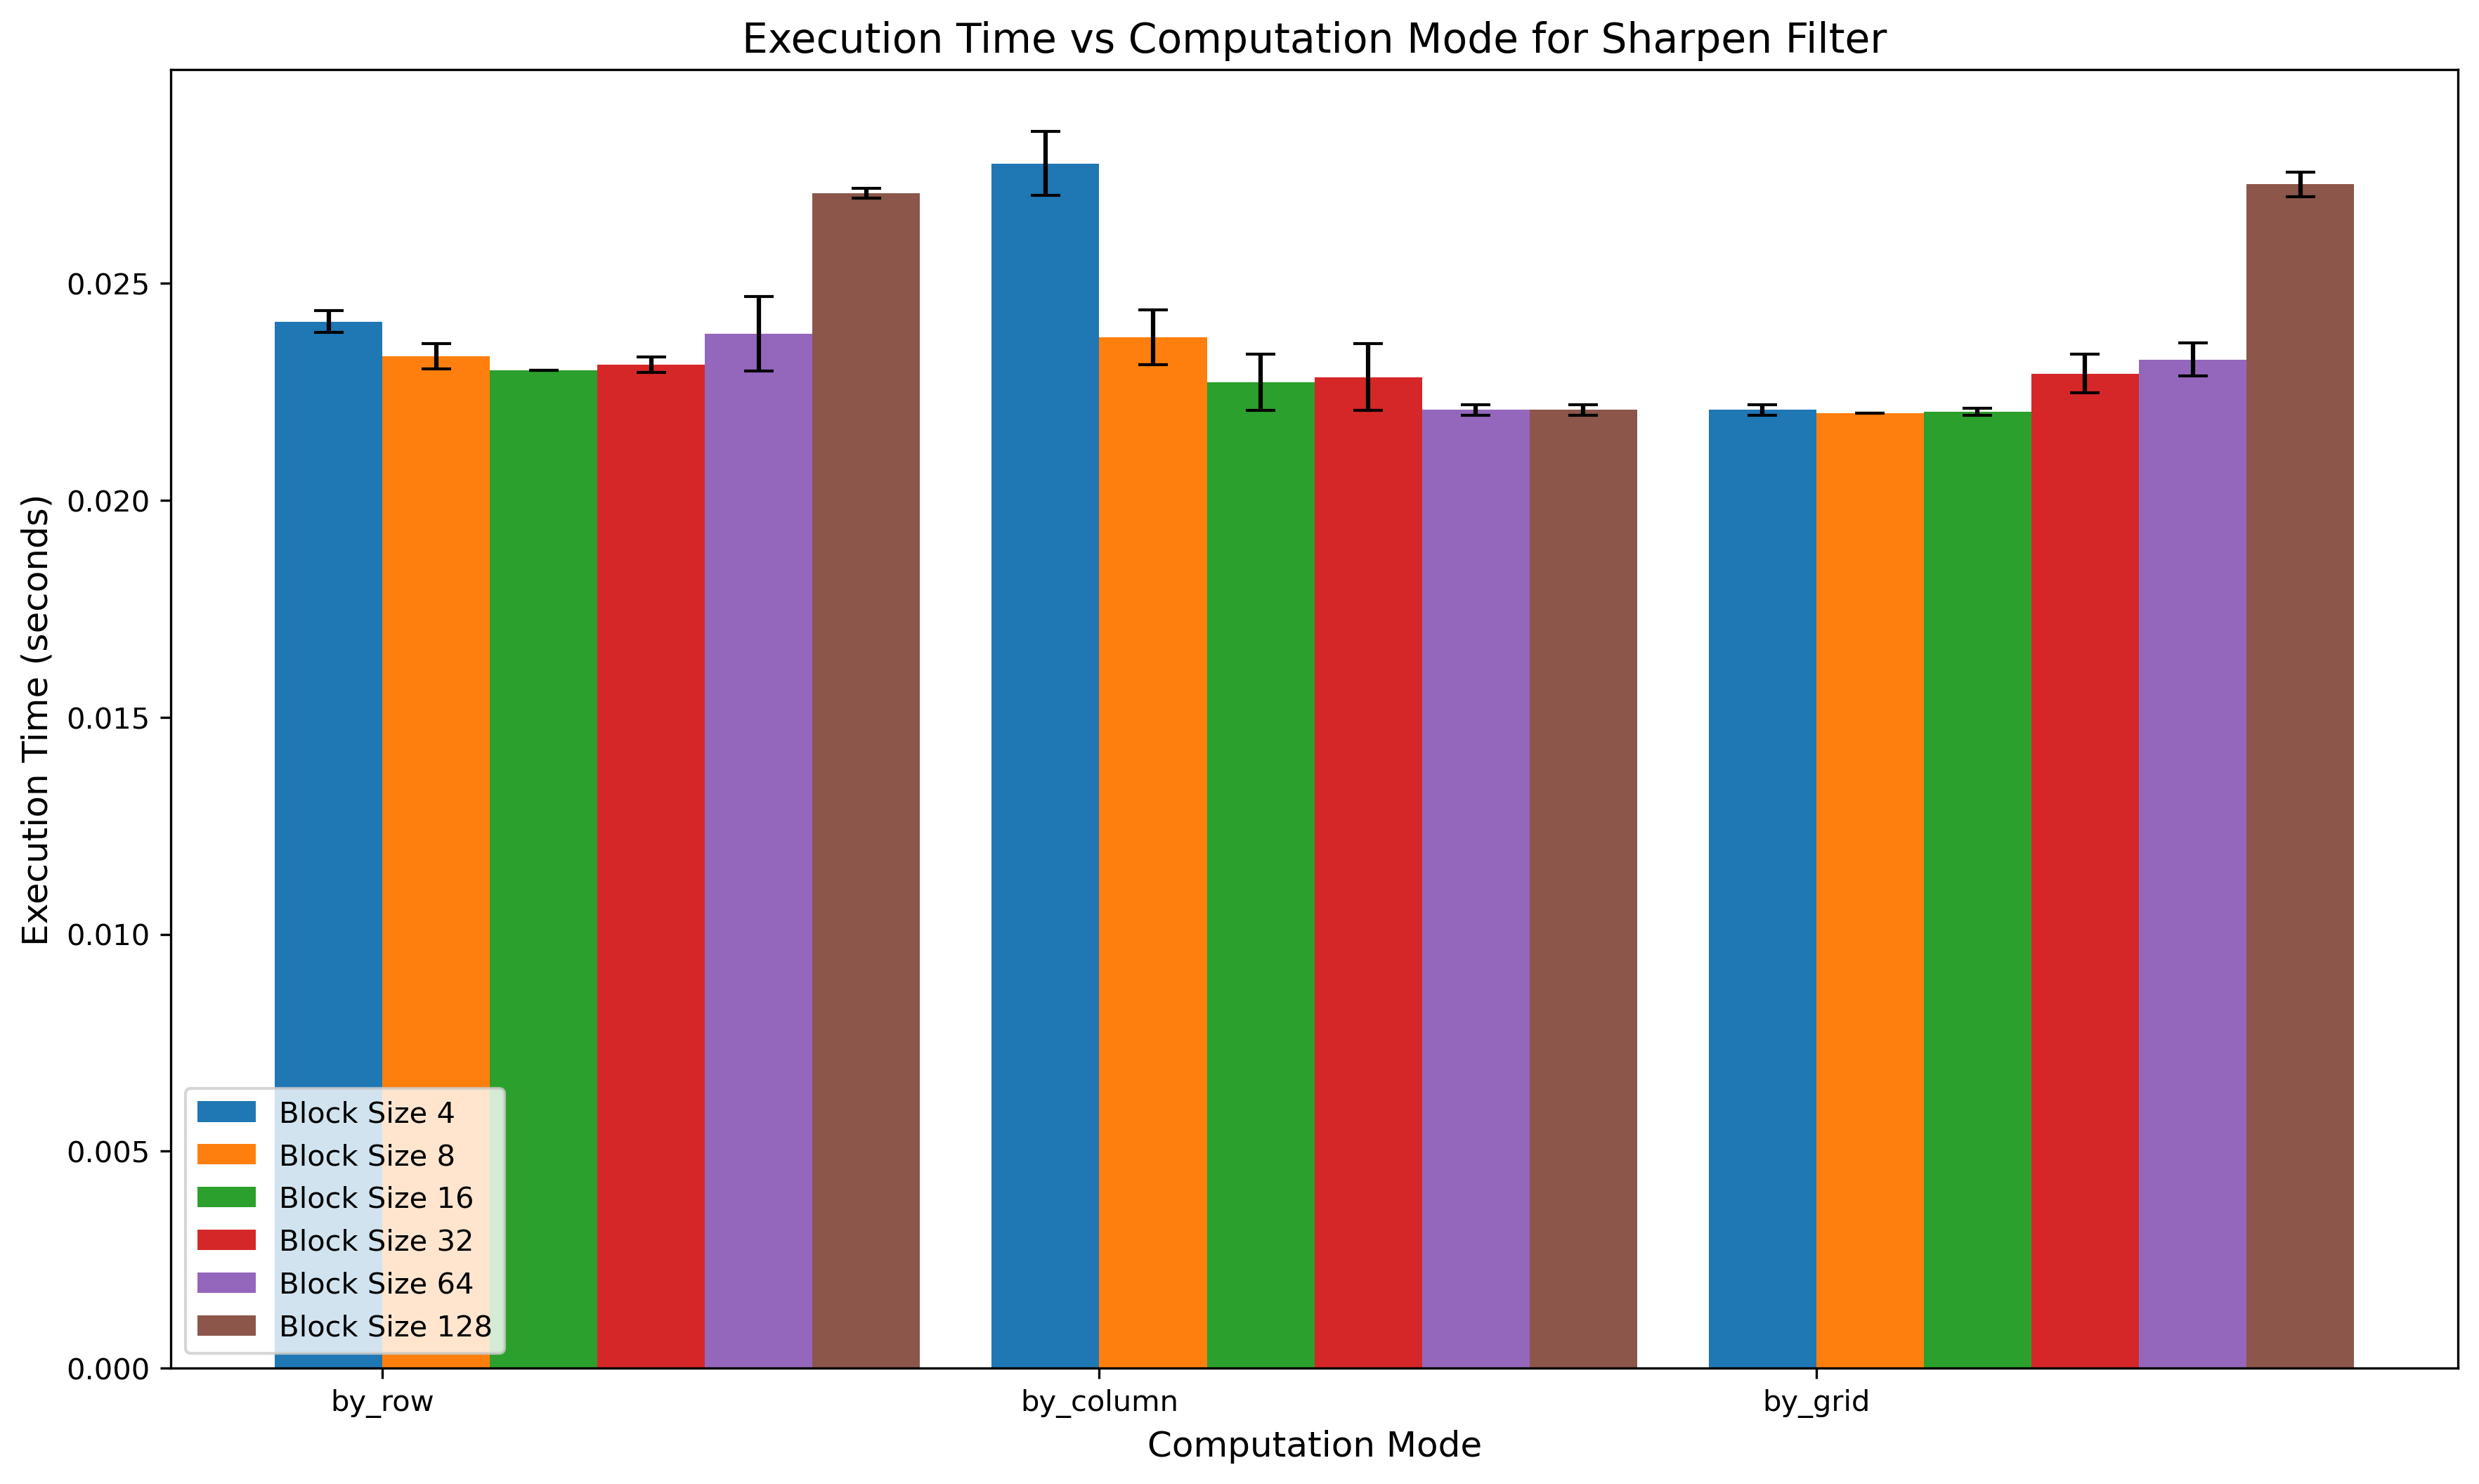 Execution Time vs Computation Mode for Sharpen Filter
Execution Time (seconds)
0.025
0.020
0.015
0.010
0.005
0.000
Block Size 4
Block Size 8
Block Size 16
Block Size 32
Block Size 64
Block Size 128
by_row
by_column
by_grid
Computation Mode